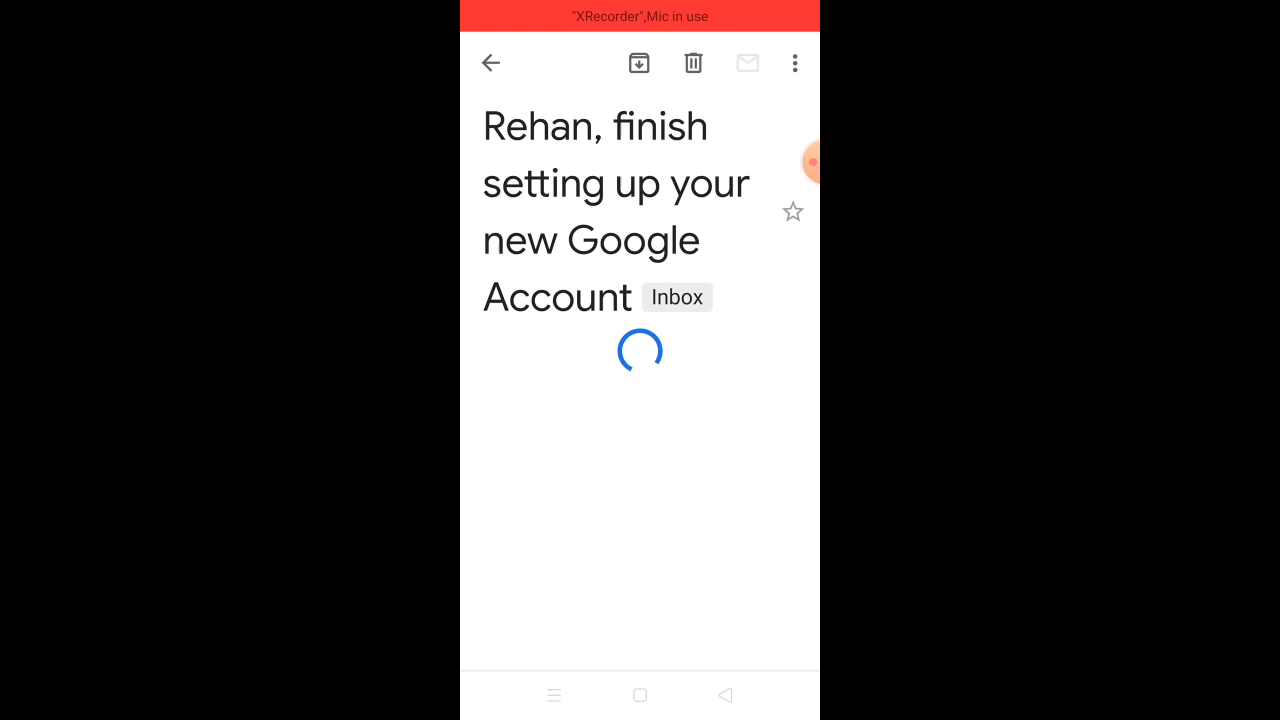 "XRecorder",Mic in use
Rehan, finish
setting up your
new Google
Account Inbox